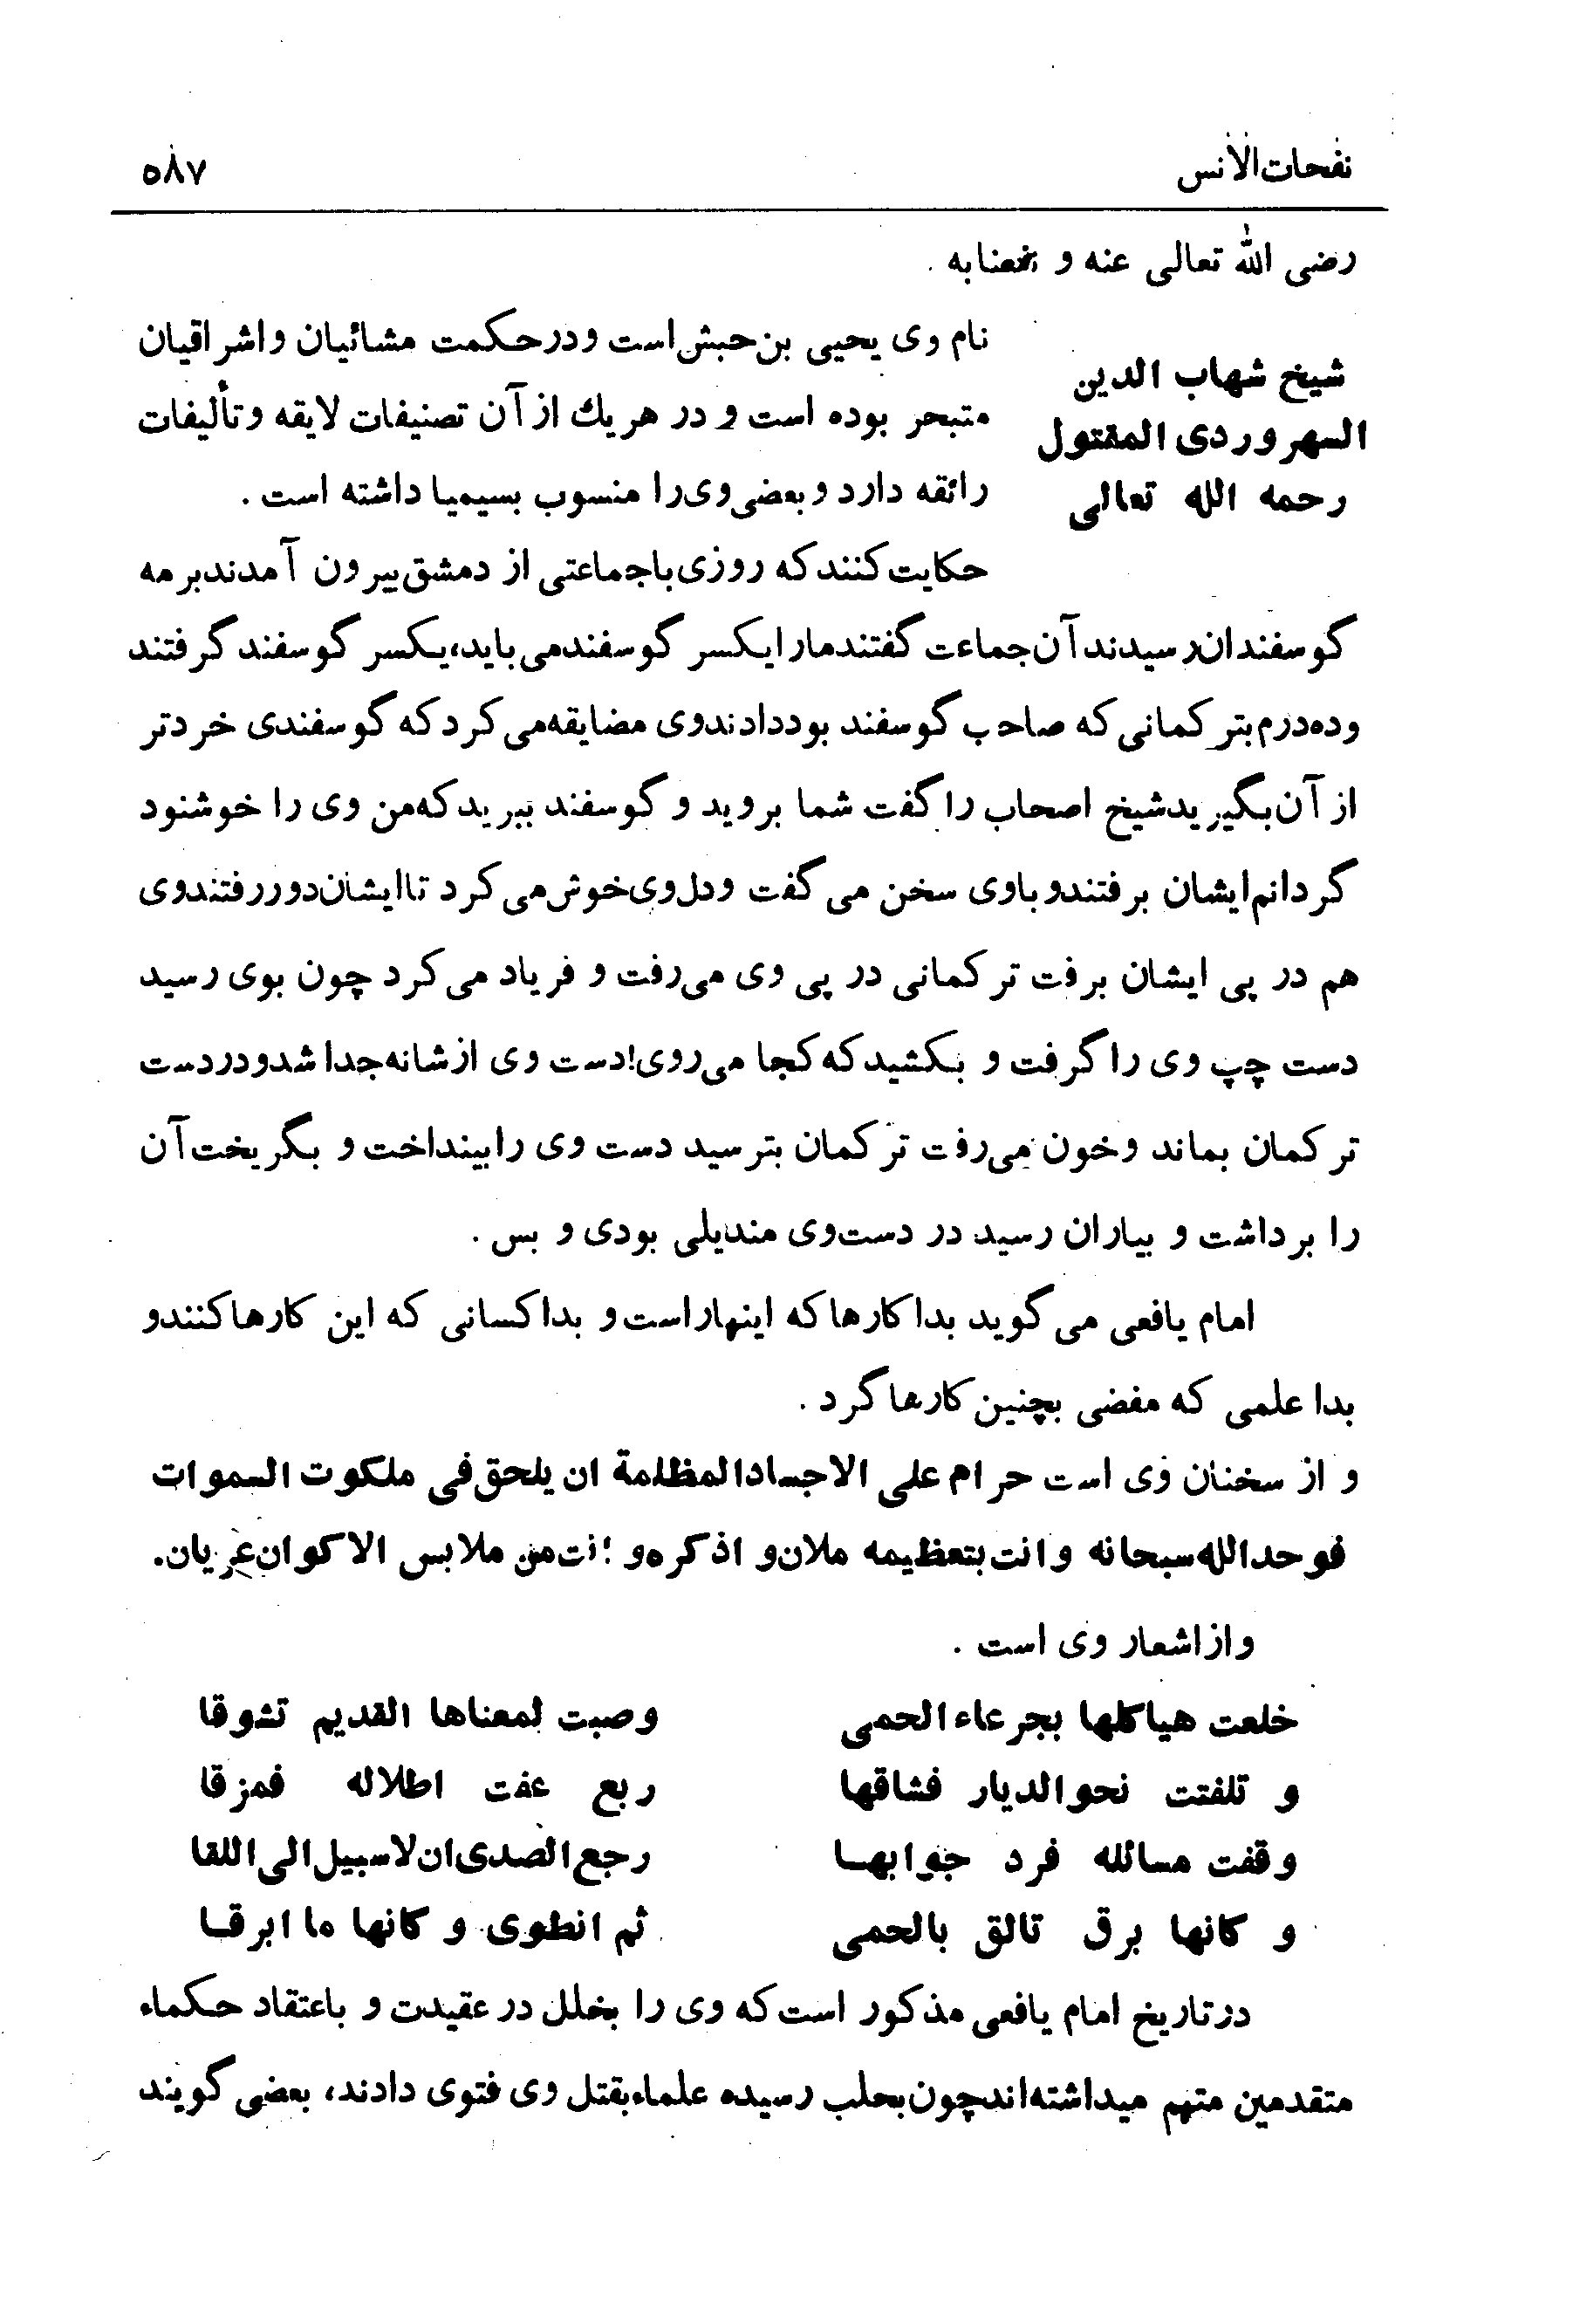 نفحات‌الانس
۵۸۷
رضی الله تعالی عنه و عنابه .
شیخ شهاب الدین
السهروردی المقتول
رحمه الله تعالی
نام وی یحیی بن حبش است و در حکمت مشائیان و اشراقیان
متبحر بوده است و در هر یك از آن تصنیفات لایقه و تألیفات
رائقه دارد و بعضی وی را منسوب بسیمیا داشته است .
حکایت کنند که روزی با جماعتی از دمشق بیرون آمدند برمه
گوسفندان رسیدند آن جماعت گفتند مارا یکسر گوسفند می باید، یکسر گوسفند گرفتند
و ده درم بترکمانی که صاحب گوسفند بود دادند وی مضایقه می کرد که گوسفندی خردتر
از آن بگیرید شیخ اصحاب را گفت شما بروید و گوسفند ببرید که من وی را خوشنود
گردانم ایشان برفتند و با وی سخن می گفت و دل وی خوش می کرد تا ایشان دور رفتند وی
هم در پی ایشان برفت ترکمانی در پی وی می رفت و فریاد می کرد چون بوی رسید
دست چپ وی را گرفت و بکشید که کجا می روی! دست وی از شانه جدا شد و در دست
ترکمان بماند و خون می رفت ترکمان بترسید دست وی را بینداخت و بگریخت آن
را برداشت و بیاران رسید در دست وی مندیلی بودی و بس .
امام یافعی می گوید بدا کارها که اینهار است و بدا کسانی که این کارها کنند و
بدا علمی که مفضی بچنین کارها گرد .
و از سخنان وی است حرام علی الاجساد المظلمة ان یلحق فی ملکوت السموات
فوحد الله سبحانه و انت بتعظیمه ملان و اذکره و انت من ملابس الاکوان عریان.
و از اشعار وی است .
خلعت هیاکلها بجرعاء الحمی وصبت لمعناها القدیم تشوقا
و تلفتت نحو الدیار فشاقها ربع عفت اطلاله فمزقا
وقفت مسائله فرد جوابها رجع الصدی ان لاسبیل الی اللقا
و کانها برق تالق بالحمی ثم انطوی و کانها ما ابرقا
در تاریخ امام یافعی مذکور است که وی را بخلل در عقیدت و باعتقاد حکماء
متقدمین متهم میداشته اند چون بحلب رسیده علماء بقتل وی فتوی دادند، بعضی گویند